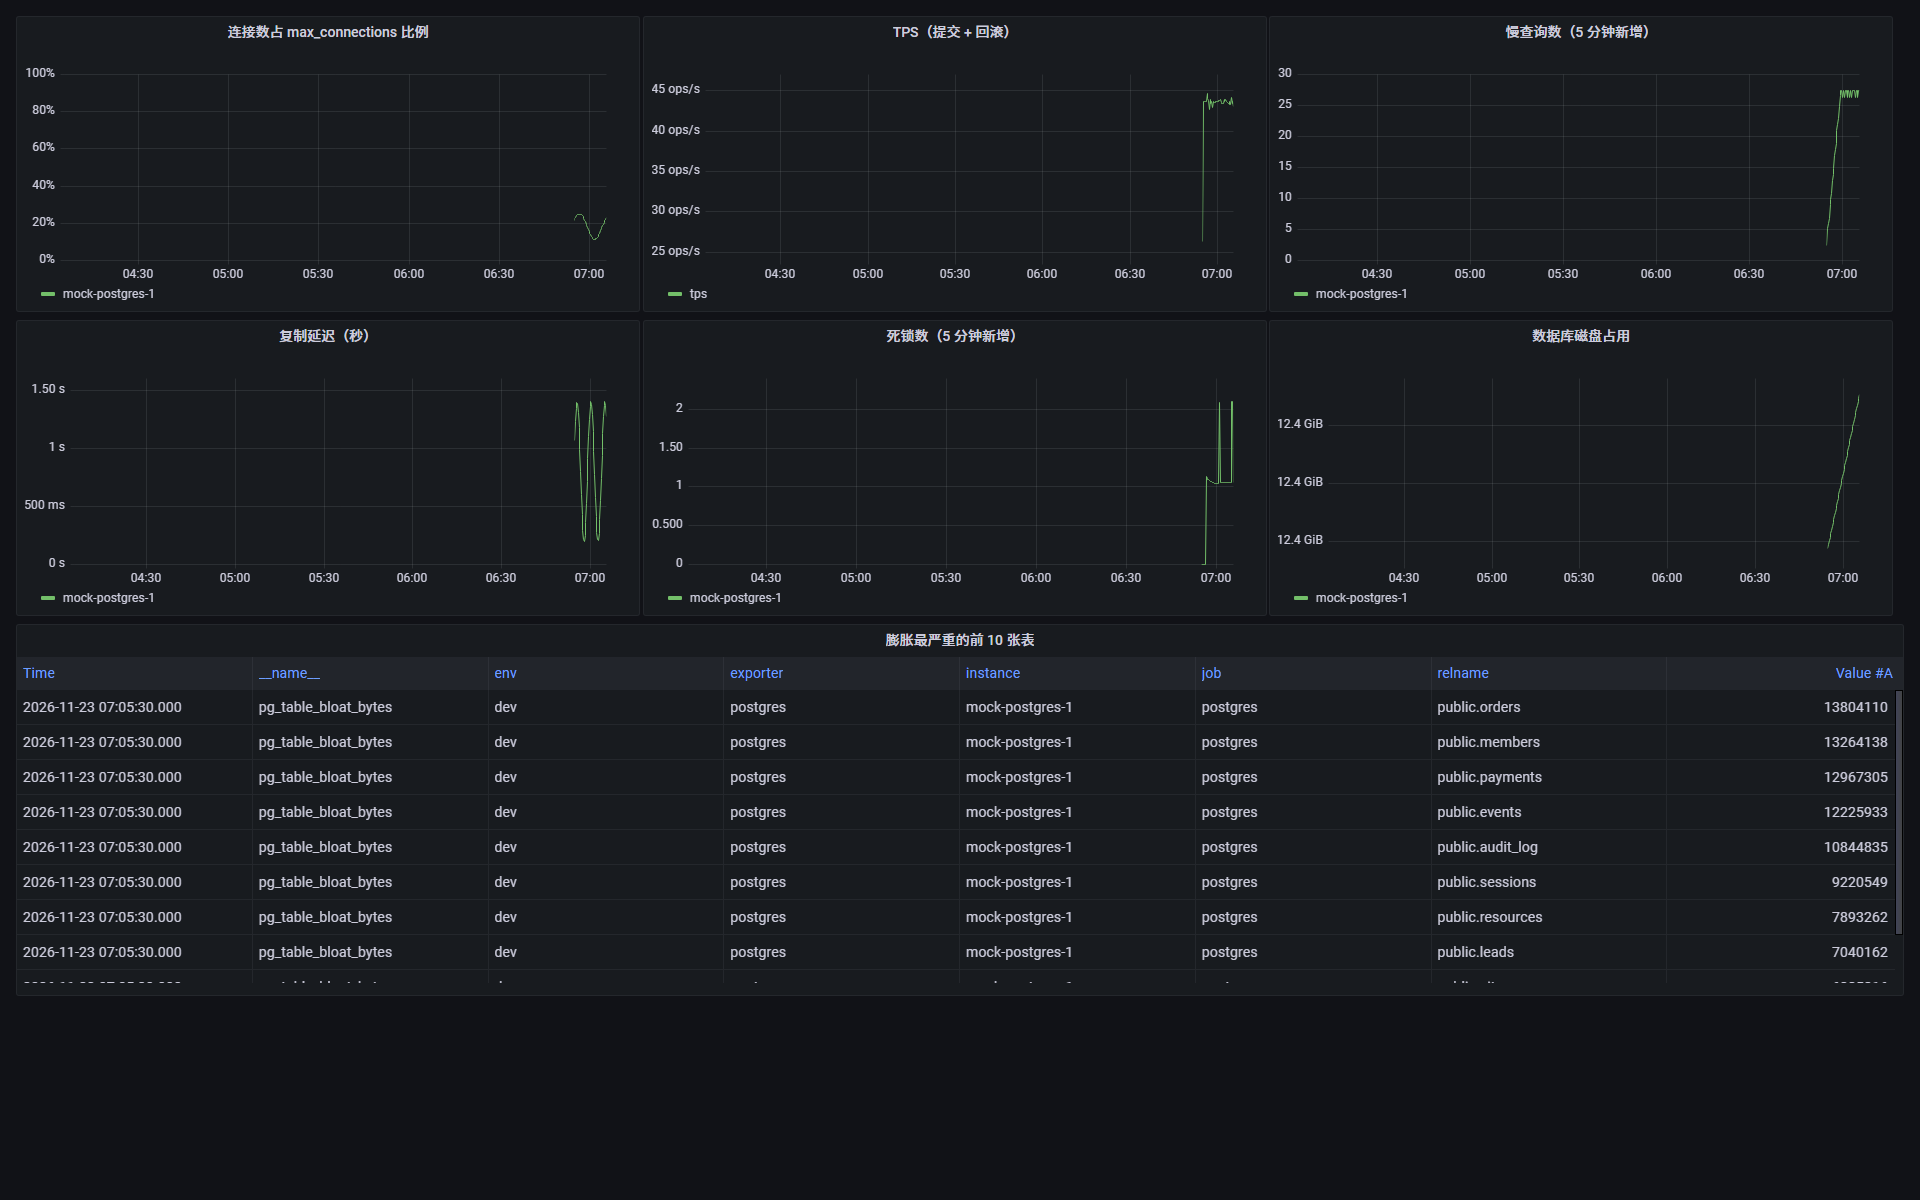 连接数占 max_connections 比例
100%
80%
60%
40%
20%
0%
04:30 05:00 05:30 06:00 06:30 07:00
mock-postgres-1
TPS（提交 + 回滚）
45 ops/s
40 ops/s
35 ops/s
30 ops/s
25 ops/s
04:30 05:00 05:30 06:00 06:30 07:00
tps
慢查询数（5 分钟新增）
30
25
20
15
10
5
0
04:30 05:00 05:30 06:00 06:30 07:00
mock-postgres-1
复制延迟（秒）
1.50 s
1 s
500 ms
0 s
04:30 05:00 05:30 06:00 06:30 07:00
mock-postgres-1
死锁数（5 分钟新增）
2
1.50
1
0.500
0
04:30 05:00 05:30 06:00 06:30 07:00
mock-postgres-1
数据库磁盘占用
12.4 GiB
12.4 GiB
12.4 GiB
04:30 05:00 05:30 06:00 06:30 07:00
mock-postgres-1
膨胀最严重的前 10 张表
Time __name__ env exporter instance job relname Value #A
2026-11-23 07:05:30.000 pg_table_bloat_bytes dev postgres mock-postgres-1 postgres public.orders 13804110
2026-11-23 07:05:30.000 pg_table_bloat_bytes dev postgres mock-postgres-1 postgres public.members 13264138
2026-11-23 07:05:30.000 pg_table_bloat_bytes dev postgres mock-postgres-1 postgres public.payments 12967305
2026-11-23 07:05:30.000 pg_table_bloat_bytes dev postgres mock-postgres-1 postgres public.events 12225933
2026-11-23 07:05:30.000 pg_table_bloat_bytes dev postgres mock-postgres-1 postgres public.audit_log 10844835
2026-11-23 07:05:30.000 pg_table_bloat_bytes dev postgres mock-postgres-1 postgres public.sessions 9220549
2026-11-23 07:05:30.000 pg_table_bloat_bytes dev postgres mock-postgres-1 postgres public.resources 7893262
2026-11-23 07:05:30.000 pg_table_bloat_bytes dev postgres mock-postgres-1 postgres public.leads 7040162